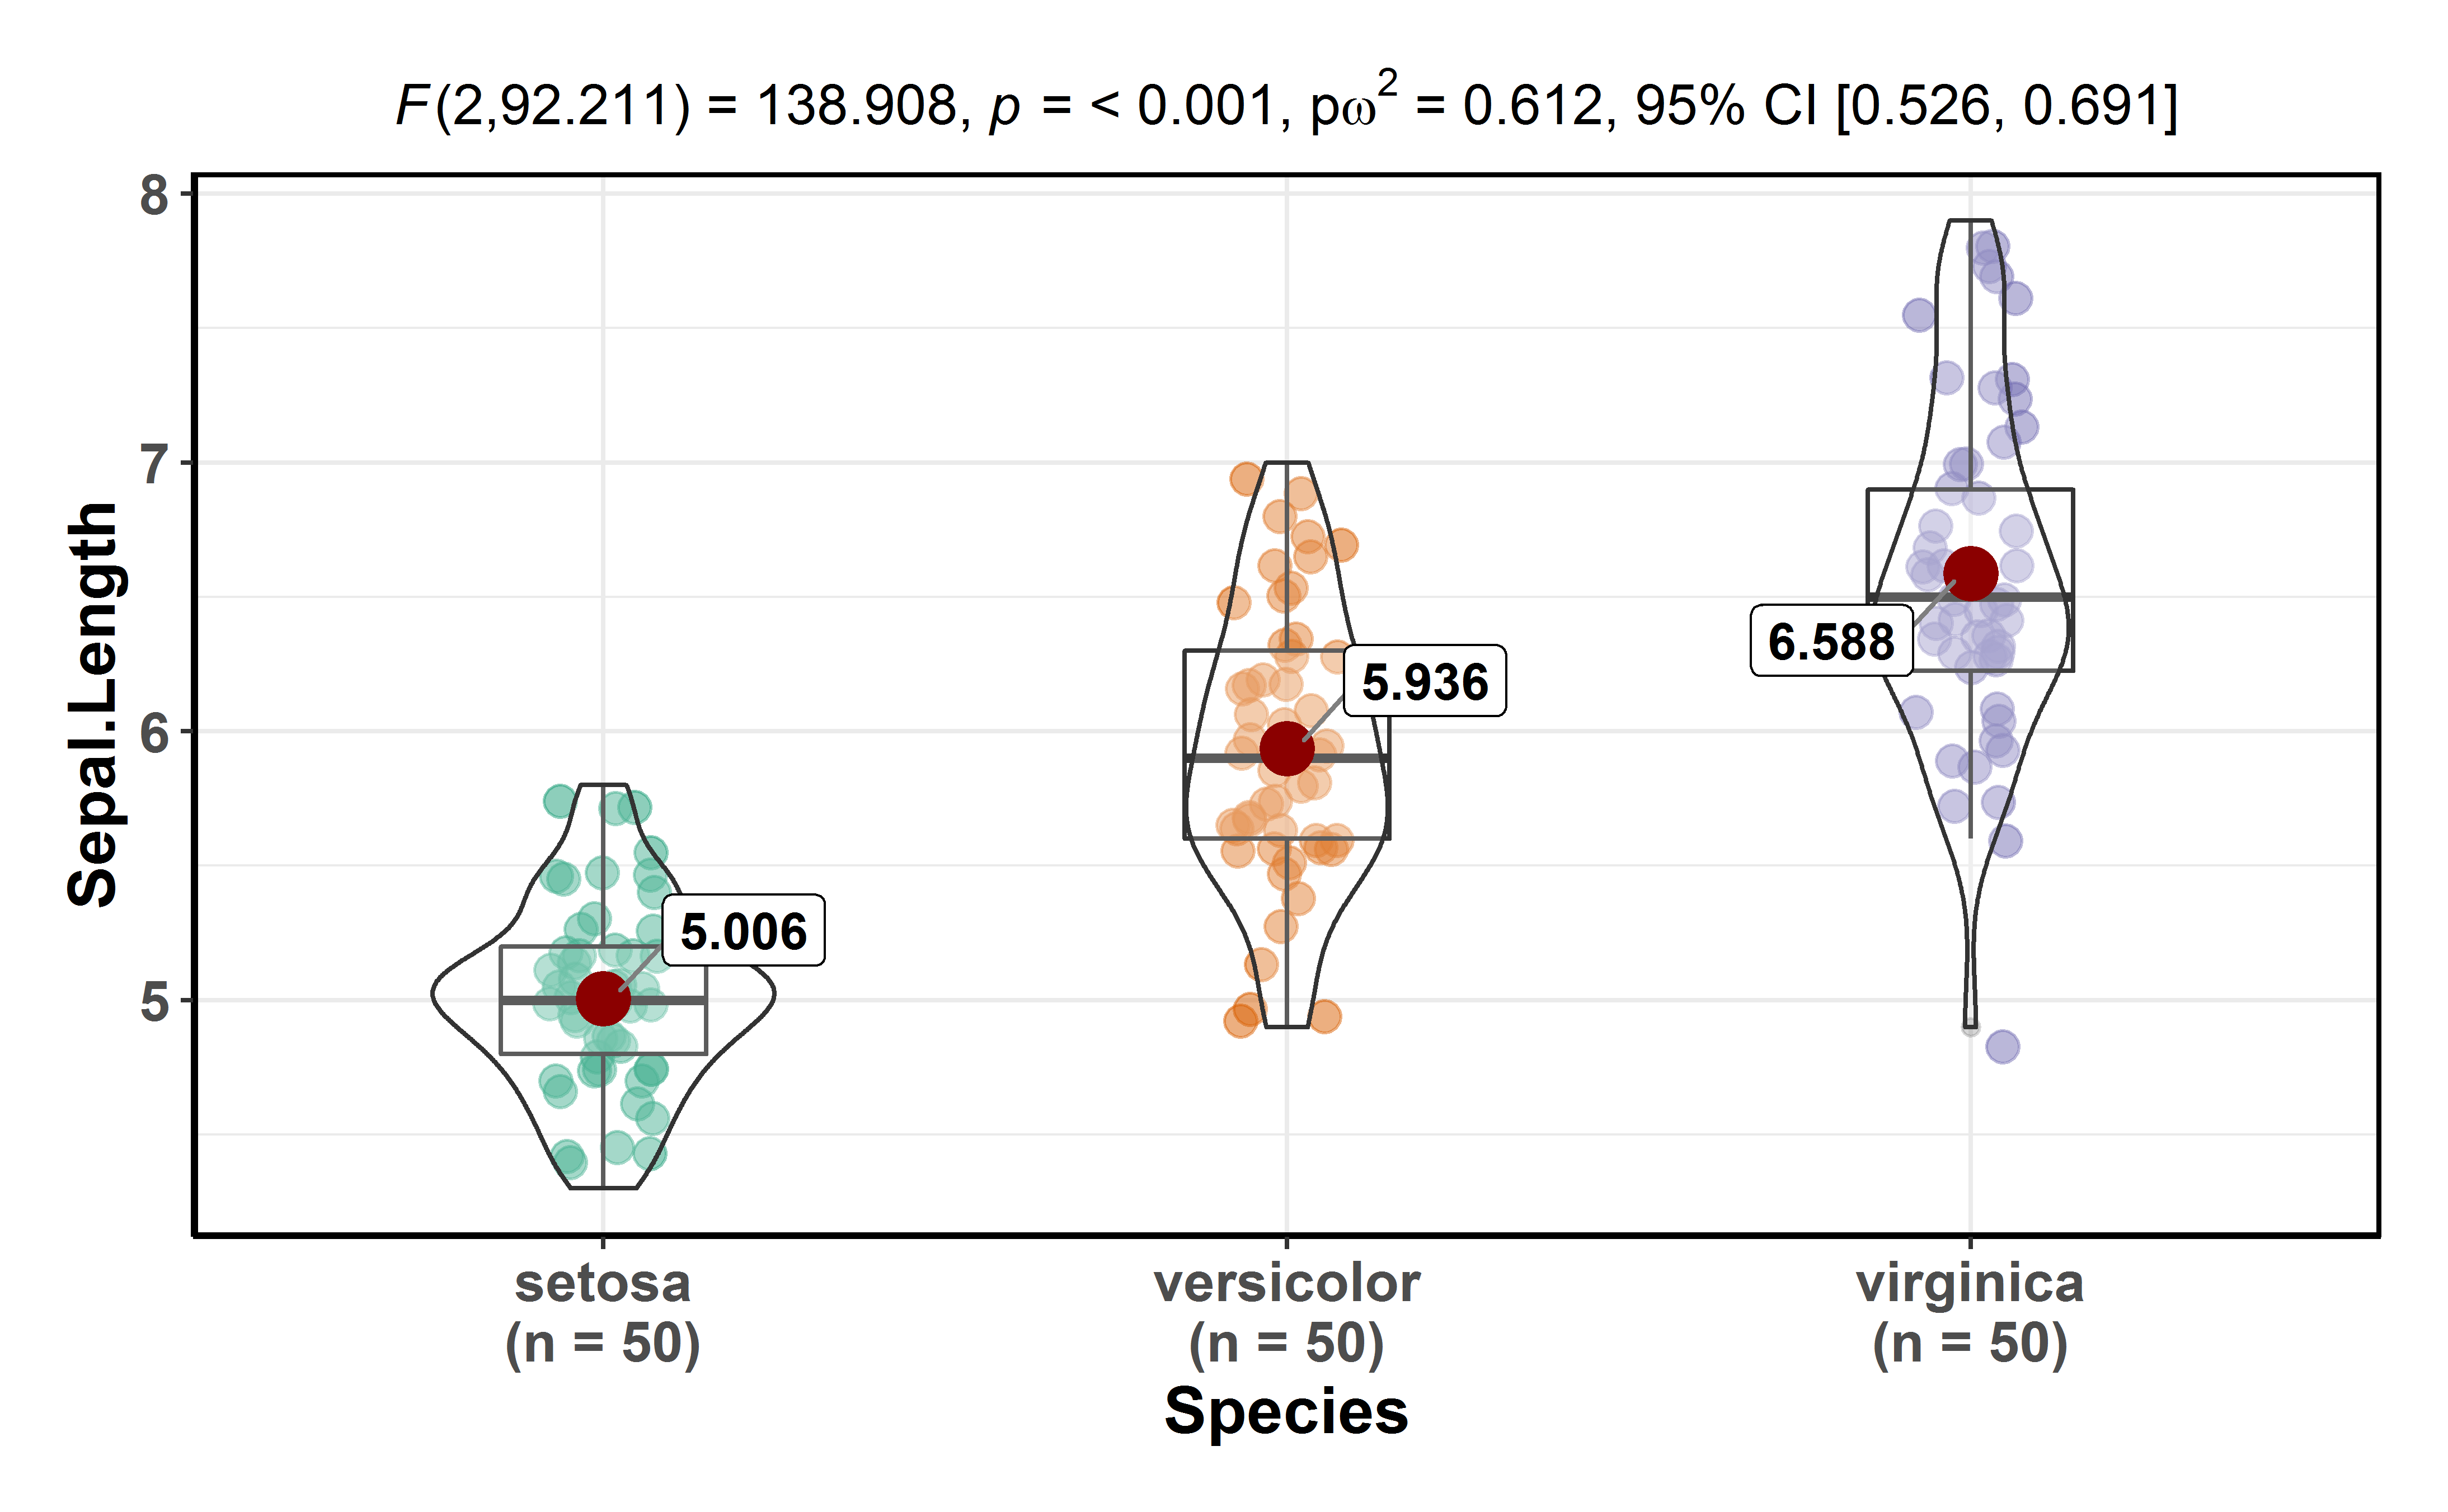 F(2,92.211) = 138.908, p = < 0.001, pω² = 0.612, 95% CI [0.526, 0.691]
Sepal.Length
8
7
6
5
6.588
5.936
5.006
setosa
(n = 50)
versicolor
(n = 50)
virginica
(n = 50)
Species